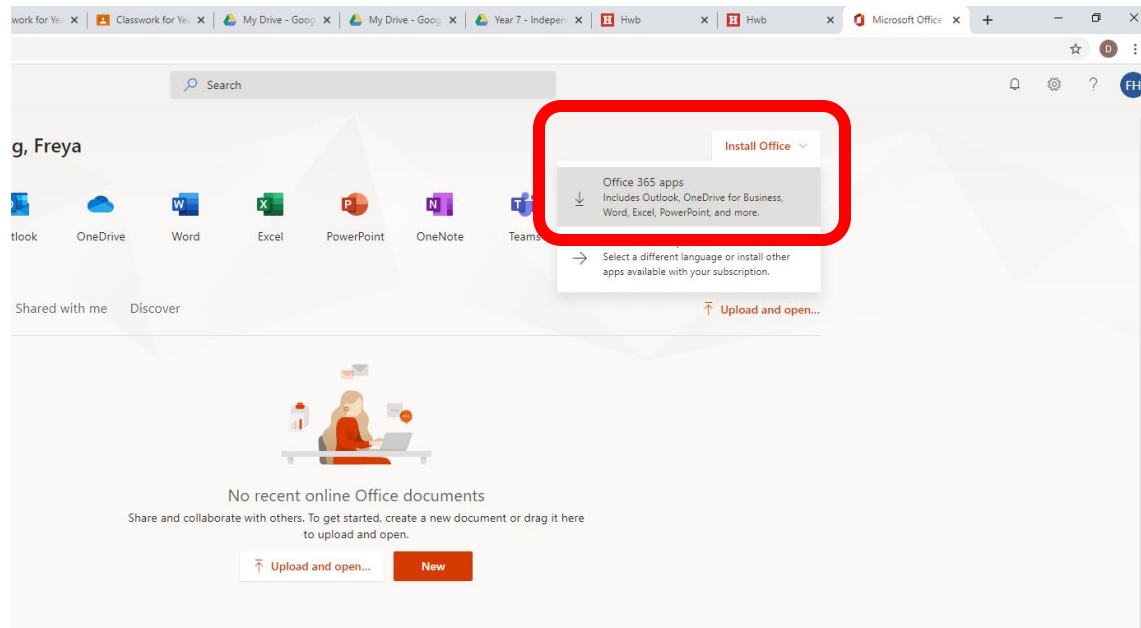 work for Ye
Classwork for Yea
My Drive - Goog
My Drive - Goog
Year 7 - Indepen
Hwb
Hwb
Microsoft Office
D
Search
FH
g, Freya
Install Office
Office 365 apps
Includes Outlook, OneDrive for Business,
Word, Excel, PowerPoint, and more.
Select a different language or install other
apps available with your subscription.
tlook
OneDrive
Word
Excel
PowerPoint
OneNote
Teams
Shared with me
Discover
Upload and open...
No recent online Office documents
Share and collaborate with others. To get started, create a new document or drag it here
to upload and open.
Upload and open...
New